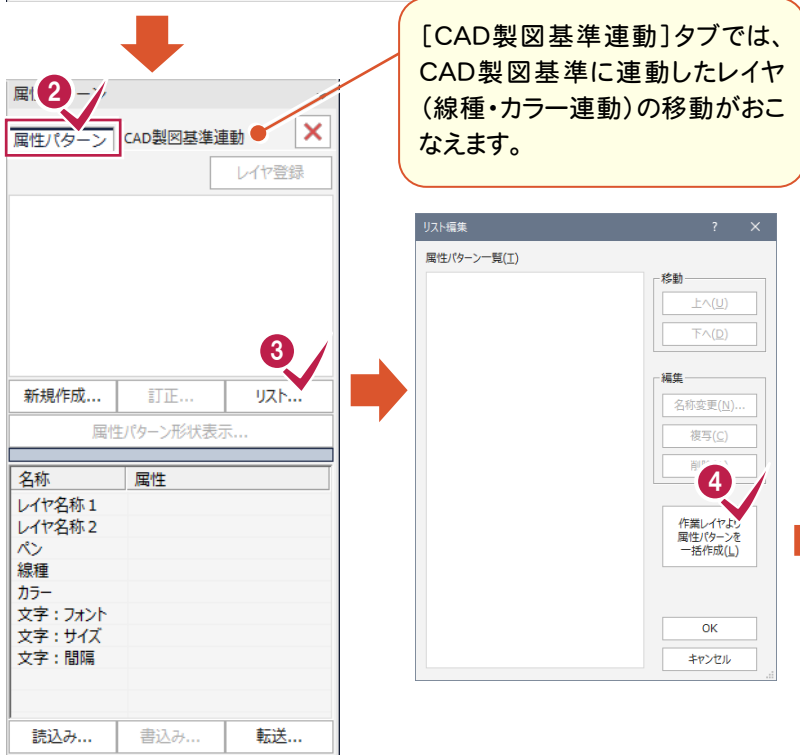 [CAD製図基準連動]タブでは、
CAD製図基準に連動したレイヤ
(線種・カラー連動)の移動がおこ
なえます。
2
属性パターン CAD製図基準連動
レイヤ登録
3
新規作成... 訂正... リスト...
属性パターン形状表示...
名称 属性
レイヤ名称 1
レイヤ名称 2
ペン
線種
カラー
文字:フォント
文字:サイズ
文字:間隔
読込み... 書込み... 転送...
リスト編集 ? ×
属性パターン一覧(T)
移動
上へ(U)
下へ(D)
編集
名称変更(N)...
複写(C)
4
作業レイヤより
属性パターンを
一括作成(L)
OK
キャンセル